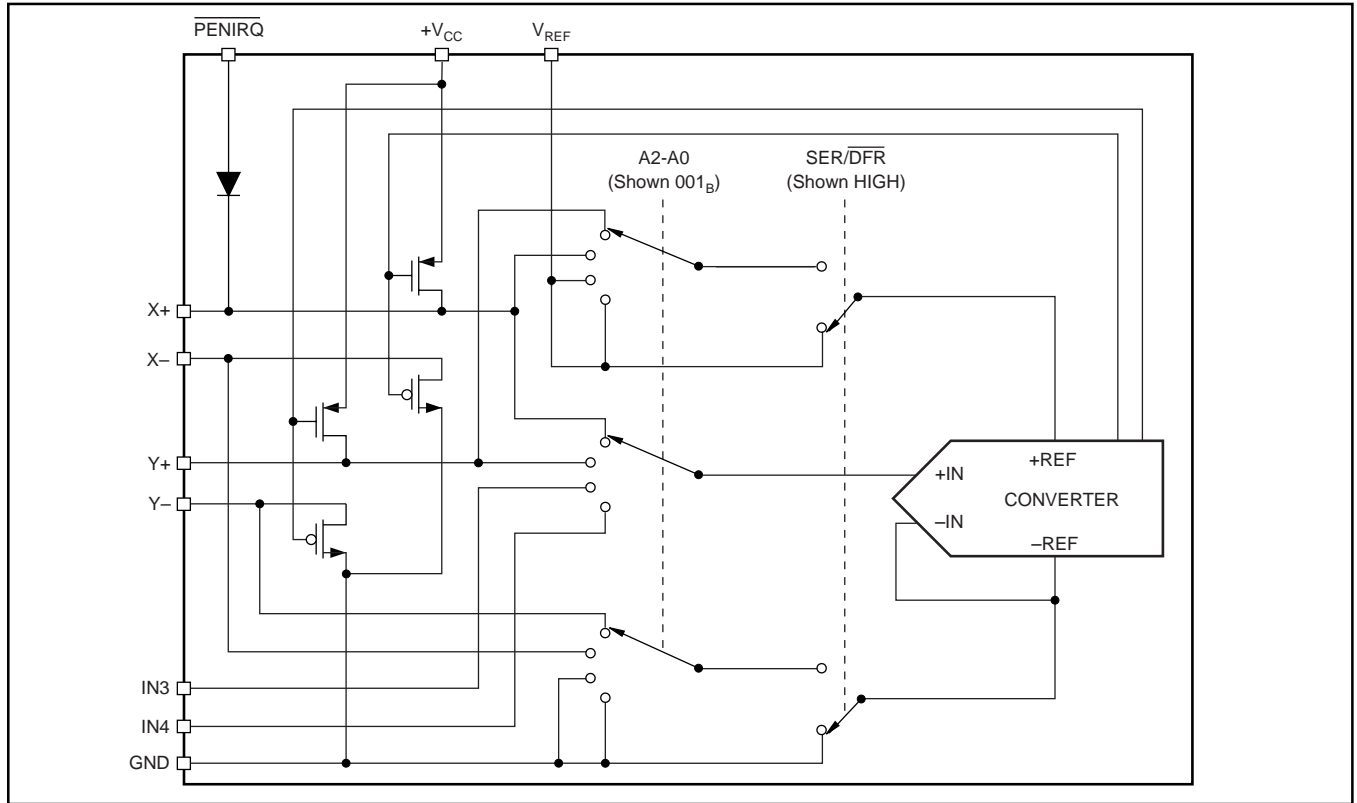 PENIRQ
+VCC
VREF
A2-A0
(Shown 001B)
SER/DFR
(Shown HIGH)
X+
X–
Y+
Y–
IN3
IN4
GND
+IN
+REF
CONVERTER
–IN
–REF